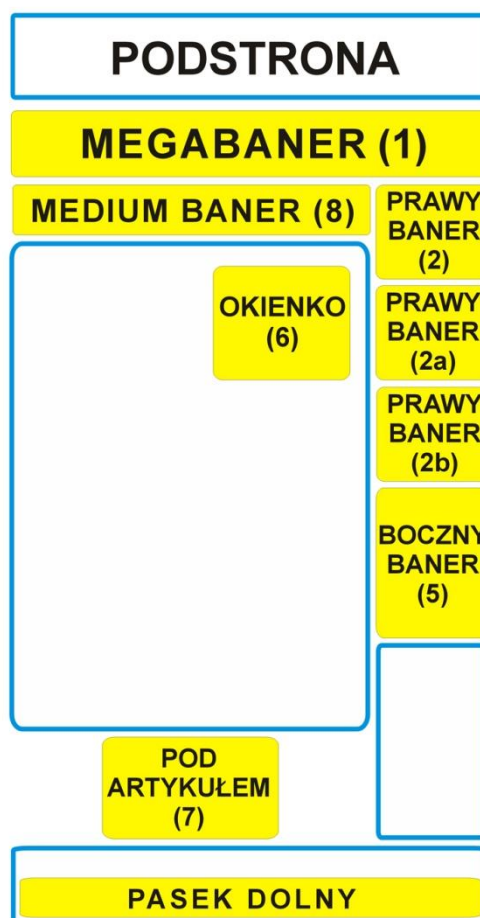 PODSTRONA
MEGABANER (1)
MEDIUM BANER (8)
PRAWY
BANER
(2)
OKIENKO
(6)
PRAWY
BANER
(2a)
PRAWY
BANER
(2b)
BOCZNY
BANER
(5)
POD
ARTYKUŁEM
(7)
PASEK DOLNY